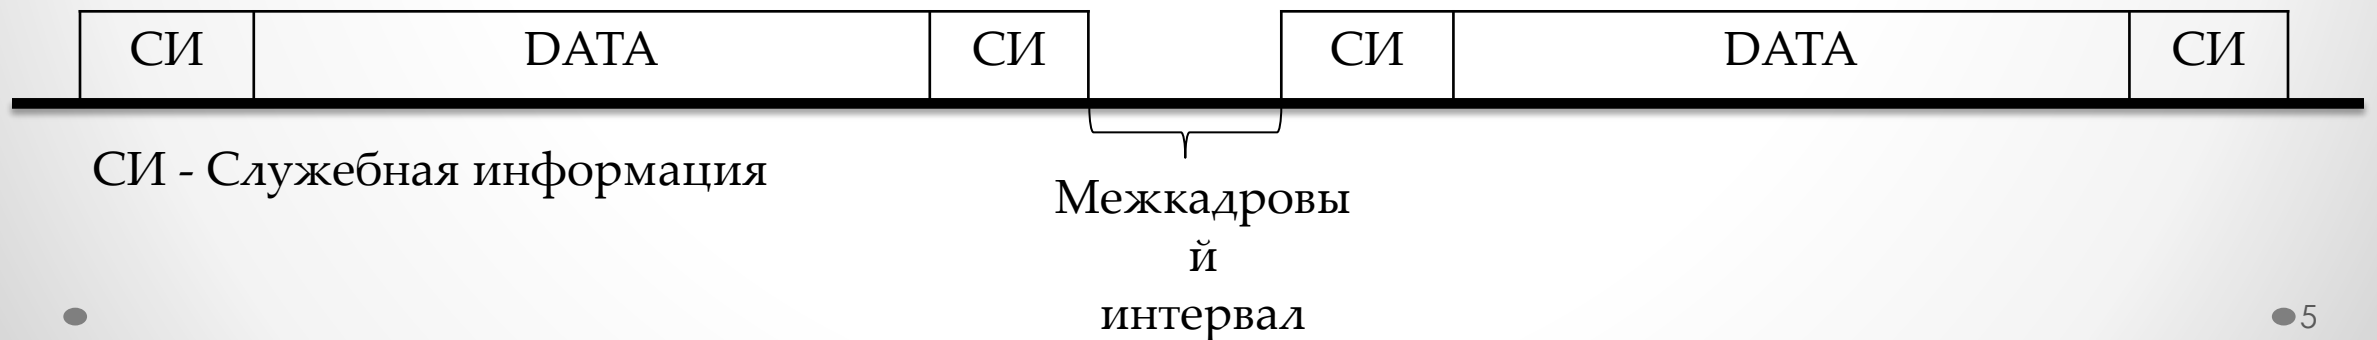 СИ DATA СИ СИ DATA СИ
СИ - Служебная информация
Межкадровы
й
интервал
5